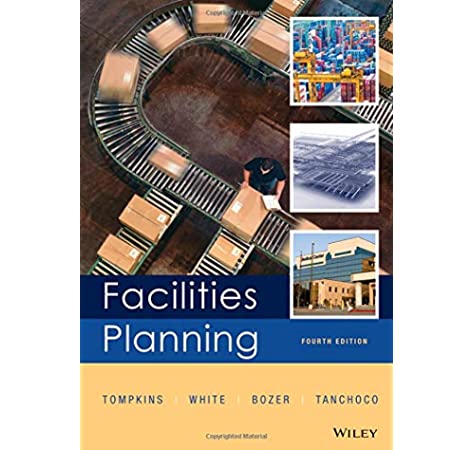 Facilities
Planning
FOURTH EDITION
TOMPKINS | WHITE | BOZER | TANCHOCO
WILEY